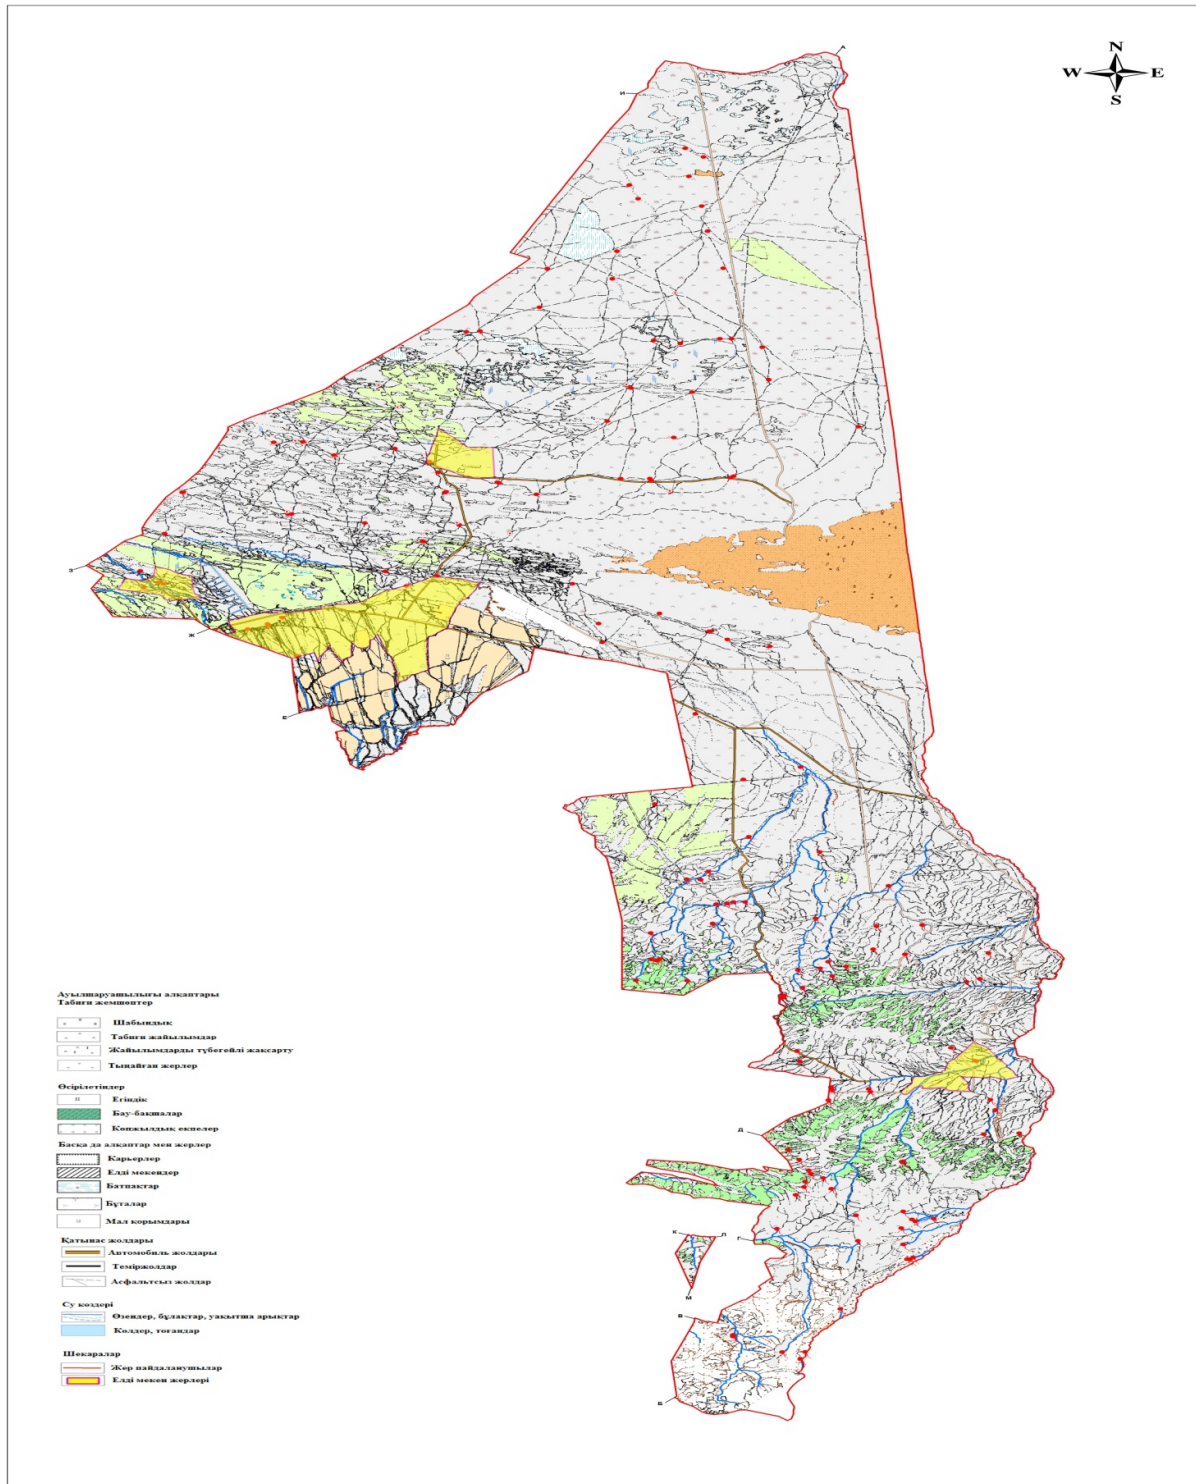 N
W E
S
А
И
З
Ж
Е
Д
К Л
Г
М
В
Б
Ауылшаруашылығы алқаптары
Табиғи жемшөптер
Шабындық
Табиғи жайылымдар
Жайылымдарды түбегейлі жақсарту
Тыңайған жерлер
Өсірілетіндер
Егіндік
Бау-бақшалар
Көпжылдық екпелер
Басқа да алқаптар мен жерлер
Карьерлер
Елді мекендер
Батпақтар
Бұталар
Мал қорымдары
Қатынас жолдары
Автомобиль жолдары
Теміржолдар
Асфальтсыз жолдар
Су көздері
Өзендер, бұлақтар, уақытша арықтар
Көлдер, тоғандар
Шекаралар
Жер пайдаланушылар
Елді мекен жерлері